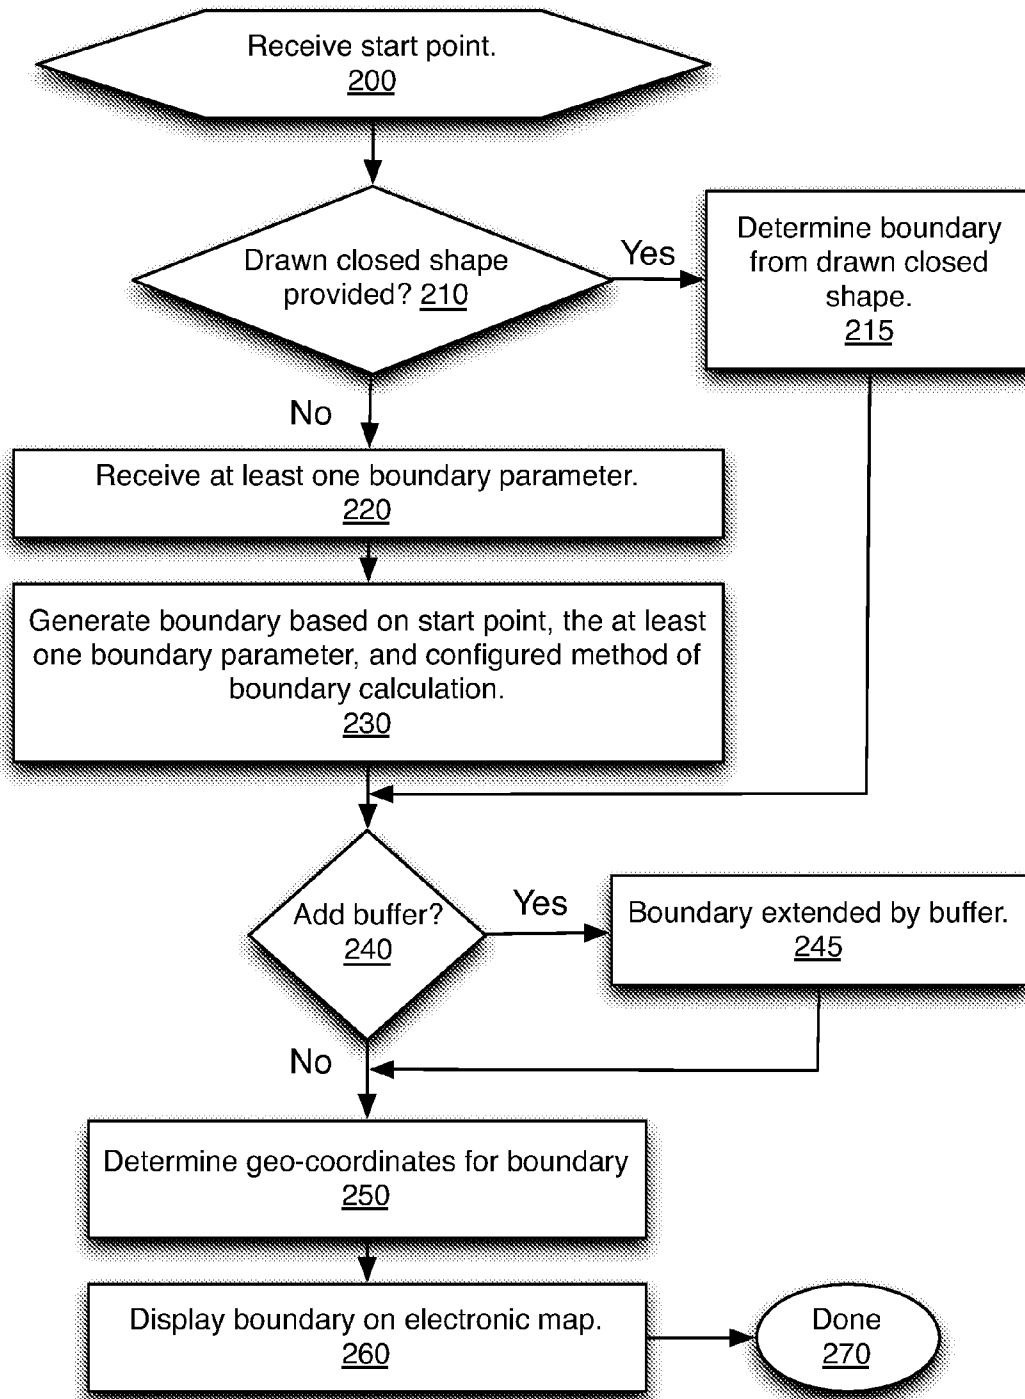 Receive start point.
200
Drawn closed shape
provided? 210
Yes
Determine boundary
from drawn closed
shape.
215
No
Receive at least one boundary parameter.
220
Generate boundary based on start point, the at least
one boundary parameter, and configured method of
boundary calculation.
230
Add buffer?
240
Yes
Boundary extended by buffer.
245
No
Determine geo-coordinates for boundary
250
Display boundary on electronic map.
260
Done
270